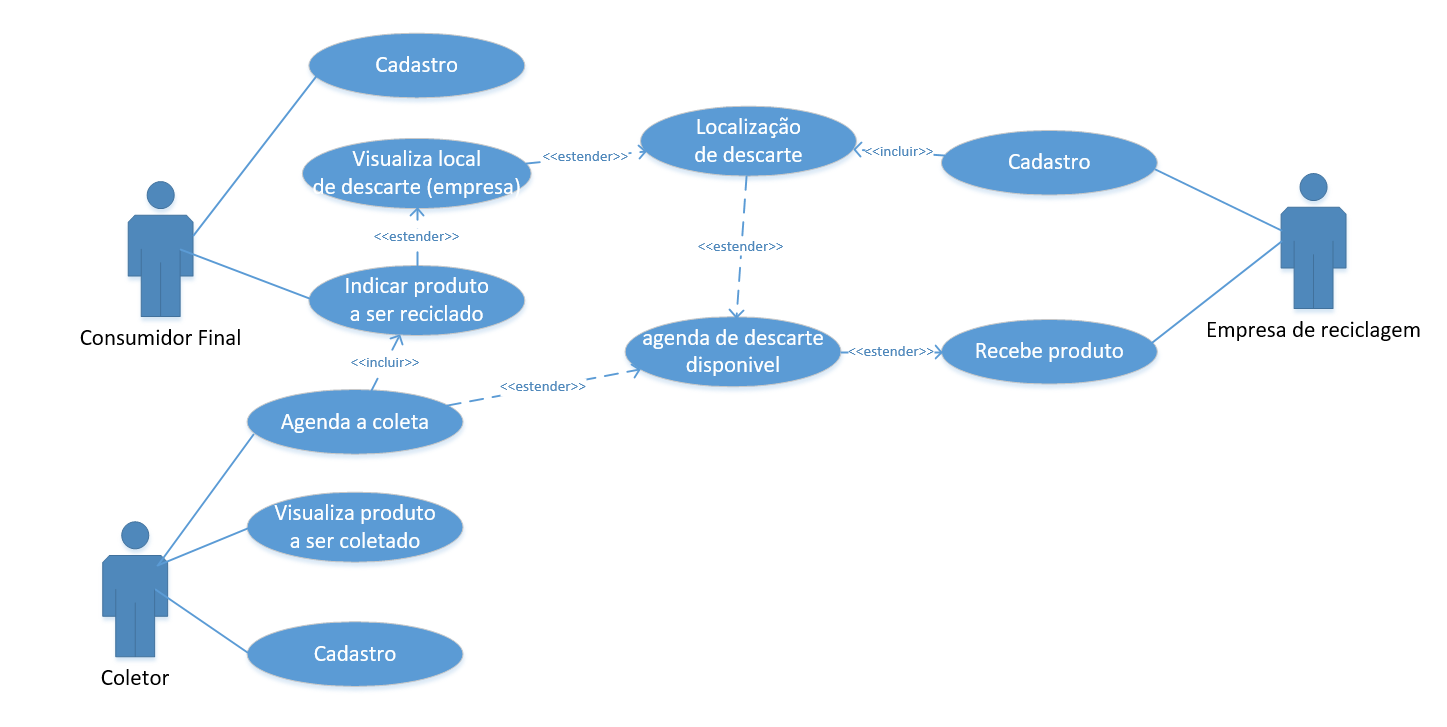 Cadastro
Localização
de descarte
Visualiza local
de descarte (empresa)
<<estender>>
<<incluir>>
Cadastro
<<estender>>
<<estender>>
Indicar produto
a ser reciclado
Consumidor Final
Empresa de reciclagem
agenda de descarte
disponivel
<<estender>>
Recebe produto
<<incluir>>
<<estender>>
Agenda a coleta
Visualiza produto
a ser coletado
Cadastro
Coletor